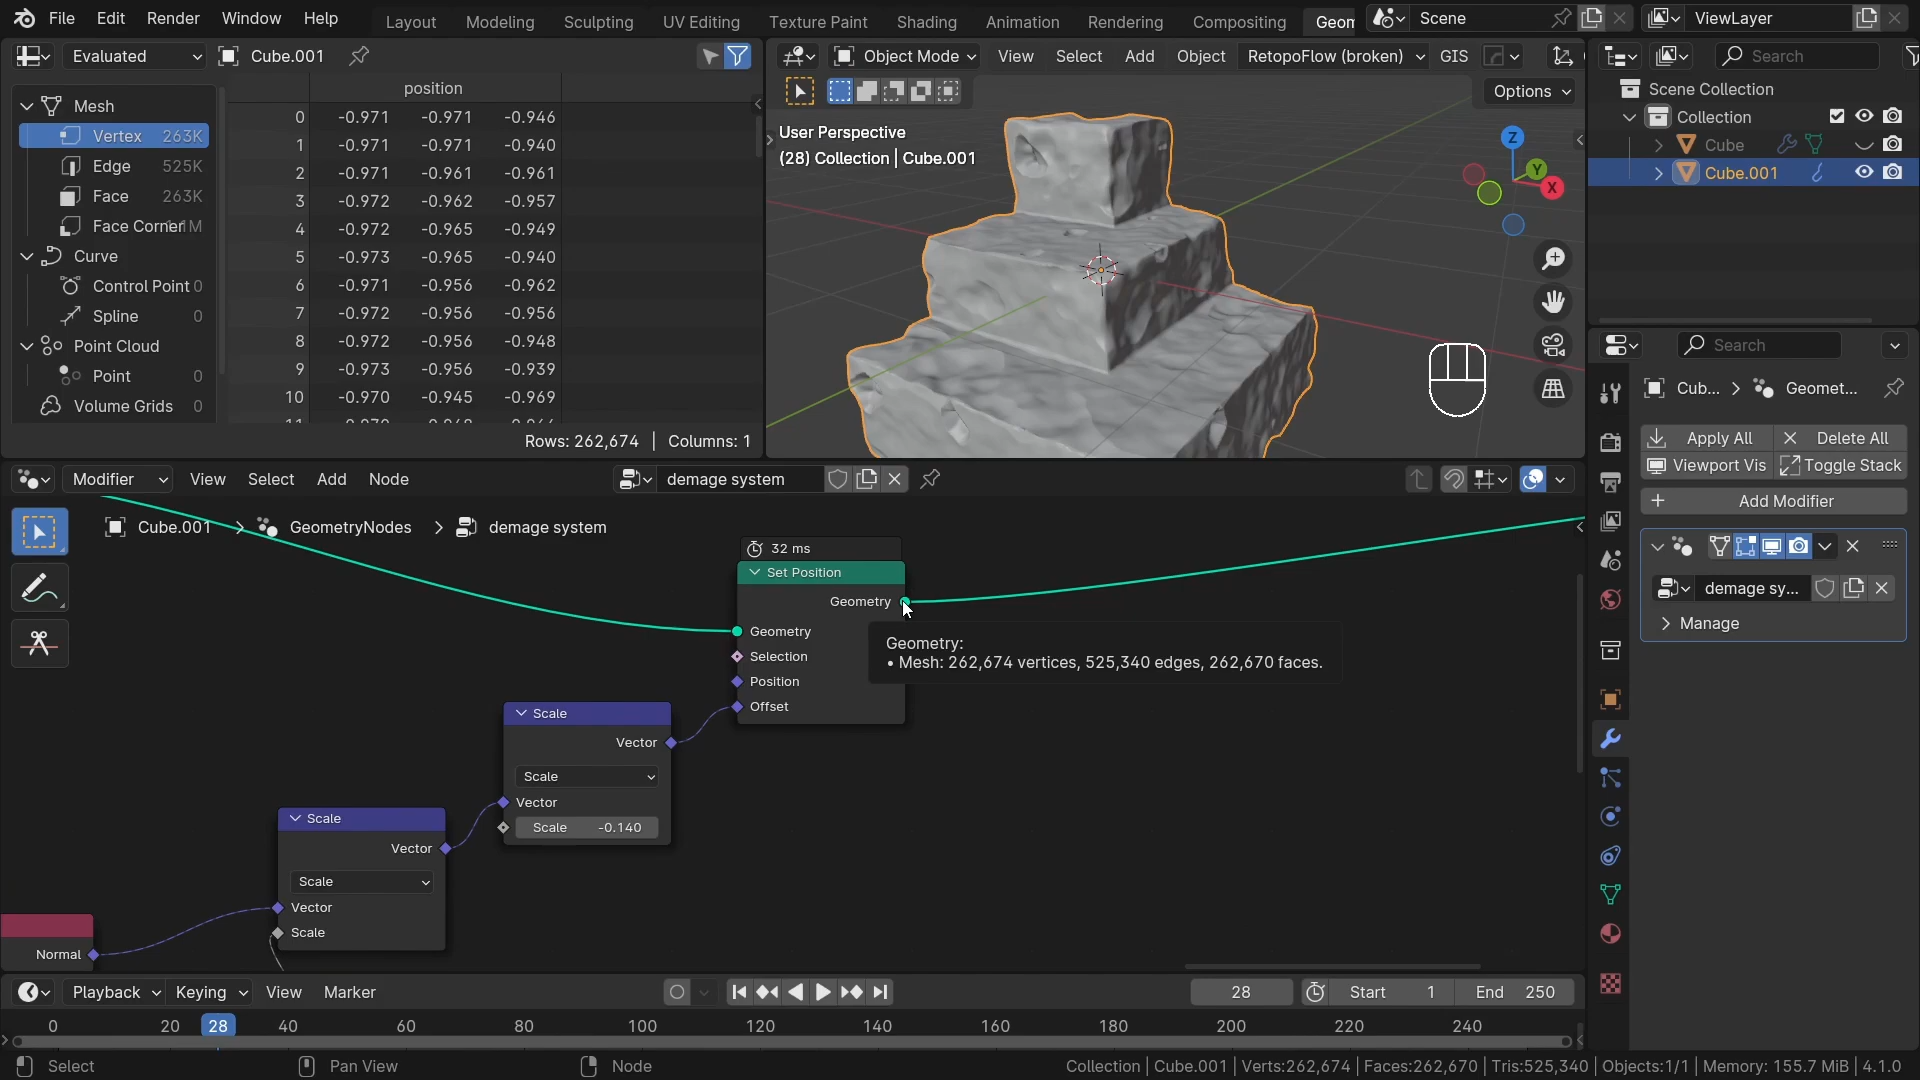 File Edit Render Window Help
Layout Modeling Sculpting UV Editing Texture Paint Shading Animation Rendering Compositing Geom
Scene
ViewLayer
Evaluated Cube.001
Mesh
Vertex 263K
Edge 525K
Face 263K
Face Corner M
Curve
Control Point 0
Spline 0
Point Cloud
Point 0
Volume Grids 0
position
0 -0.971 -0.971 -0.946
1 -0.971 -0.971 -0.940
2 -0.971 -0.961 -0.961
3 -0.972 -0.962 -0.957
4 -0.972 -0.965 -0.949
5 -0.973 -0.965 -0.940
6 -0.971 -0.956 -0.962
7 -0.972 -0.956 -0.956
8 -0.972 -0.956 -0.948
9 -0.973 -0.956 -0.939
10 -0.970 -0.945 -0.969
Rows: 262,674 | Columns: 1
Object Mode View Select Add Object RetopoFlow (broken) GIS
Options
User Perspective
(28) Collection | Cube.001
Z
Y
X
Search
Scene Collection
Collection
Cube
Cube.001
Search
Cub... > Geomet...
Apply All Delete All
Viewport Vis Toggle Stack
Add Modifier
demage sy...
Manage
Modifier View Select Add Node demage system
Cube.001 > GeometryNodes > demage system
32 ms
Set Position
Geometry
Geometry
Selection
Position
Offset
Geometry:
• Mesh: 262,674 vertices, 525,340 edges, 262,670 faces.
Scale
Vector
Scale
Vector
Scale -0.140
Scale
Vector
Scale
Vector
Scale
Normal
Playback Keying View Marker
28 Start 1 End 250
0 20 28 40 60 80 100 120 140 160 180 200 220 240
Select Pan View Node
Collection | Cube.001 | Verts:262,674 | Faces:262,670 | Tris:525,340 | Objects:1/1 | Memory: 155.7 MiB | 4.1.0